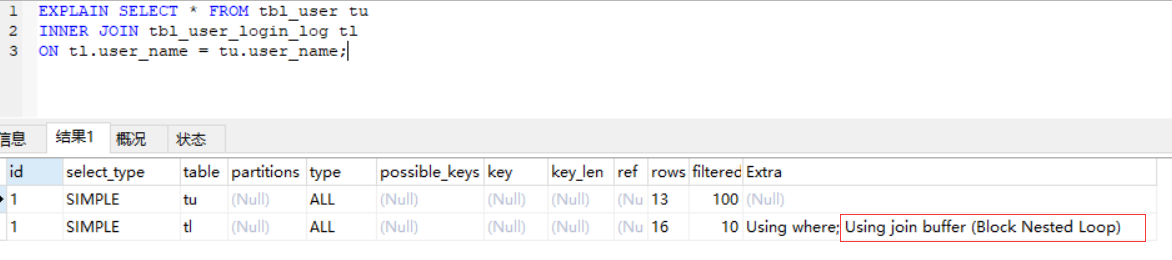 1 EXPLAIN SELECT * FROM tbl_user tu
2 INNER JOIN tbl_user_login_log tl
3 ON tl.user_name = tu.user_name;
信息 结果1 概况 状态
id select_type table partitions type possible_keys key key_len ref rows filtered Extra
1 SIMPLE tu (Null) ALL (Null) (Null) (Null) (Nu 13 100 (Null)
1 SIMPLE tl (Null) ALL (Null) (Null) (Null) (Nu 16 10 Using where; Using join buffer (Block Nested Loop)